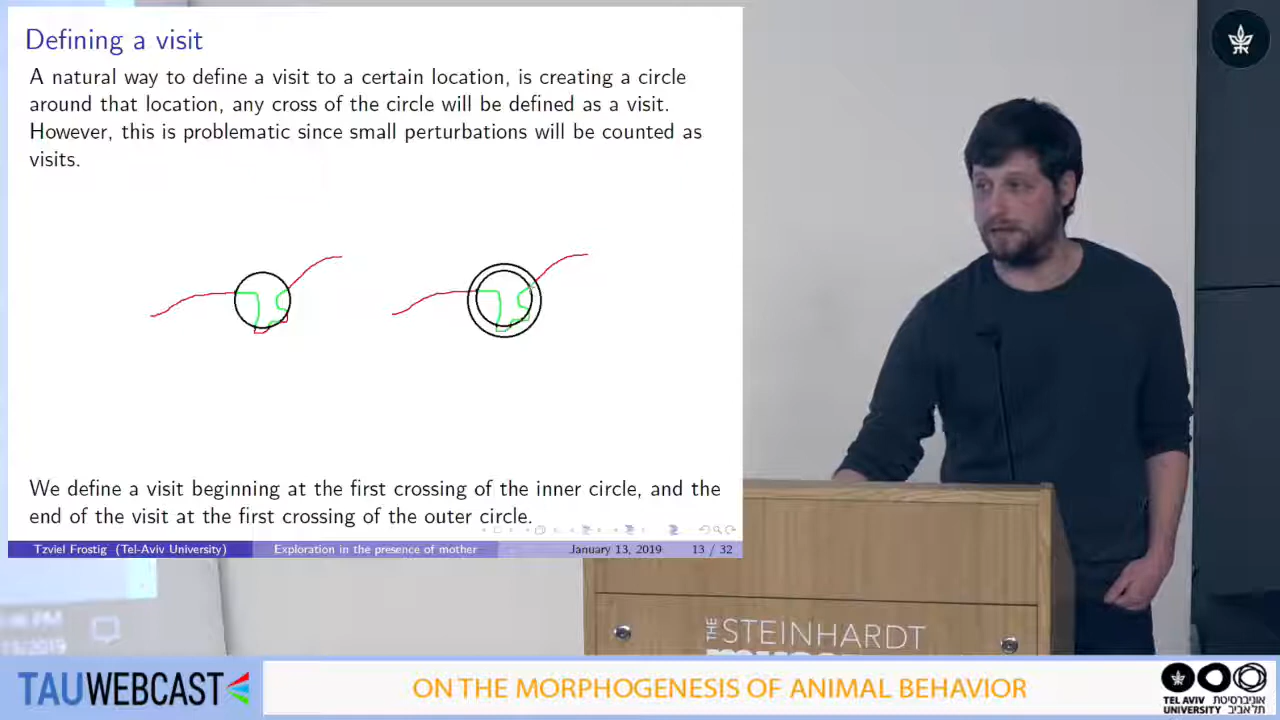 Defining a visit
A natural way to define a visit to a certain location, is creating a circle
around that location, any cross of the circle will be defined as a visit.
However, this is problematic since small perturbations will be counted as
visits.
We define a visit beginning at the first crossing of the inner circle, and the
end of the visit at the first crossing of the outer circle.
Tzviel Frostig (Tel-Aviv University) Exploration in the presence of mother January 13, 2019 13 / 32
THE STEINHARDT
TAUWEBCAST
ON THE MORPHOGENESIS OF ANIMAL BEHAVIOR
TEL AVIV אוניברסיטת
UNIVERSITY תל אביב